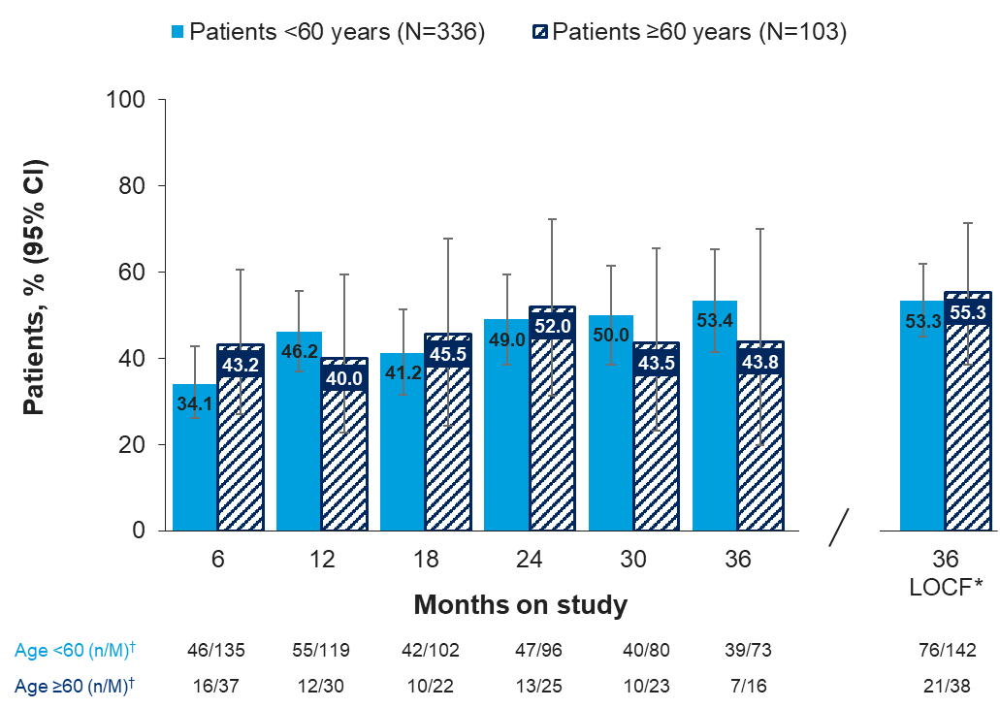 Patients <60 years (N=336) Patients ≥60 years (N=103)
Patients, % (95% CI)
100
80
60
40
20
0
34.1 43.2 46.2 40.0 41.2 45.5 49.0 52.0 50.0 43.5 53.4 43.8 53.3 55.3
6 12 18 24 30 36 36
LOCF*
Months on study
Age <60 (n/M)† 46/135 55/119 42/102 47/96 40/80 39/73 76/142
Age ≥60 (n/M)† 16/37 12/30 10/22 13/25 10/23 7/16 21/38